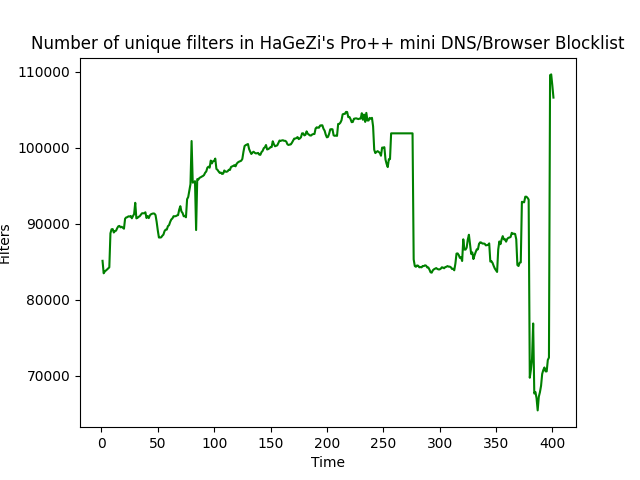 Number of unique filters in HaGeZi's Pro++ mini DNS/Browser Blocklist
110000
100000
90000
80000
70000
Filters
0 50 100 150 200 250 300 350 400
Time